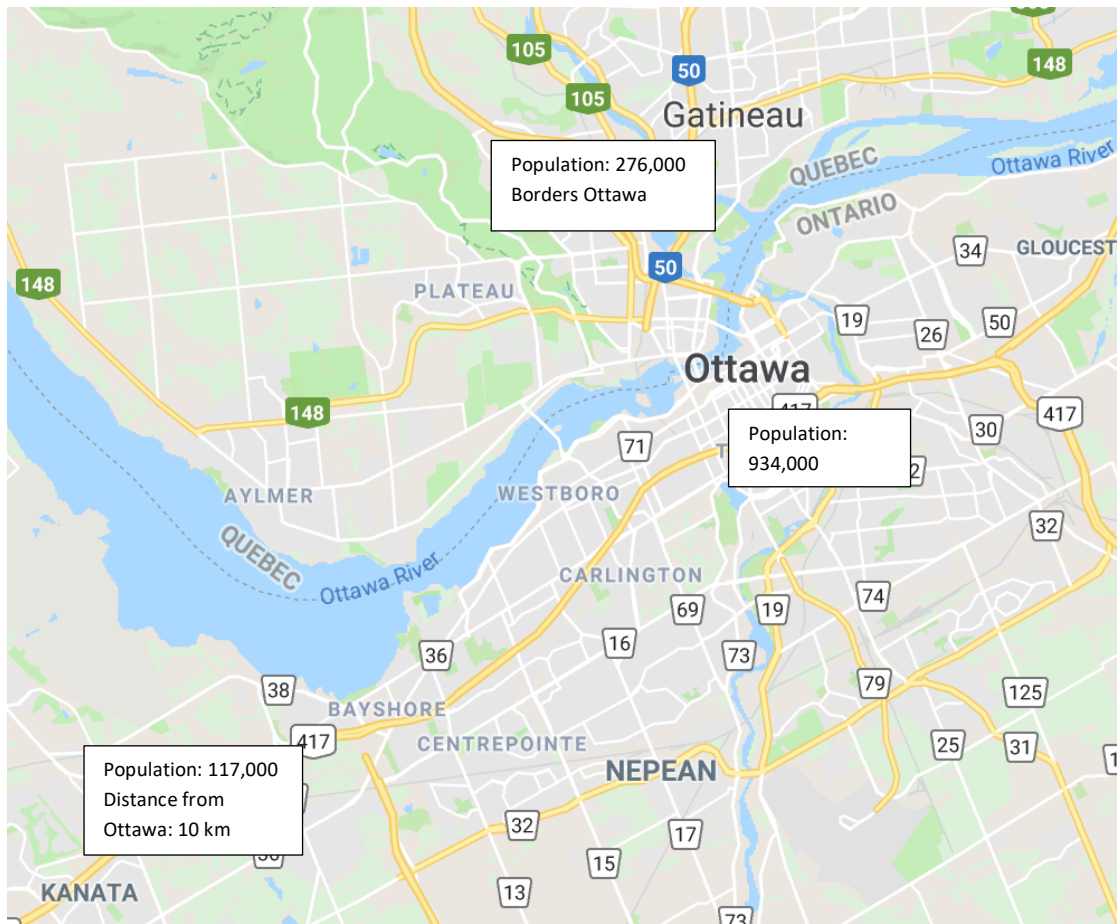 105
50
148
105
Gatineau
Population: 276,000
Borders Ottawa
QUEBEC
Ottawa River
ONTARIO
34
GLOUCEST
148
50
PLATEAU
19
26
50
Ottawa
148
417
417
30
71
Population:
934,000
2
AYLMER
WESTBORO
32
QUEBEC
Ottawa River
CARLINGTON
69
19
74
36
16
73
38
79
125
BAYSHORE
417
CENTREPOINTE
25
31
NEPEAN
Population: 117,000
Distance from
Ottawa: 10 km
32
17
15
KANATA
13
73